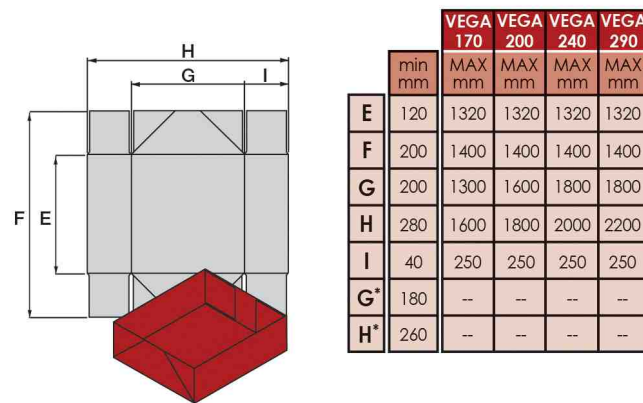 H
G
I
F
E
VEGA 170 VEGA 200 VEGA 240 VEGA 290
min mm MAX mm MAX mm MAX mm MAX mm
E 120 1320 1320 1320 1320
F 200 1400 1400 1400 1400
G 200 1300 1600 1800 1800
H 280 1600 1800 2000 2200
I 40 250 250 250 250
G* 180 -- -- -- --
H* 260 -- -- -- --